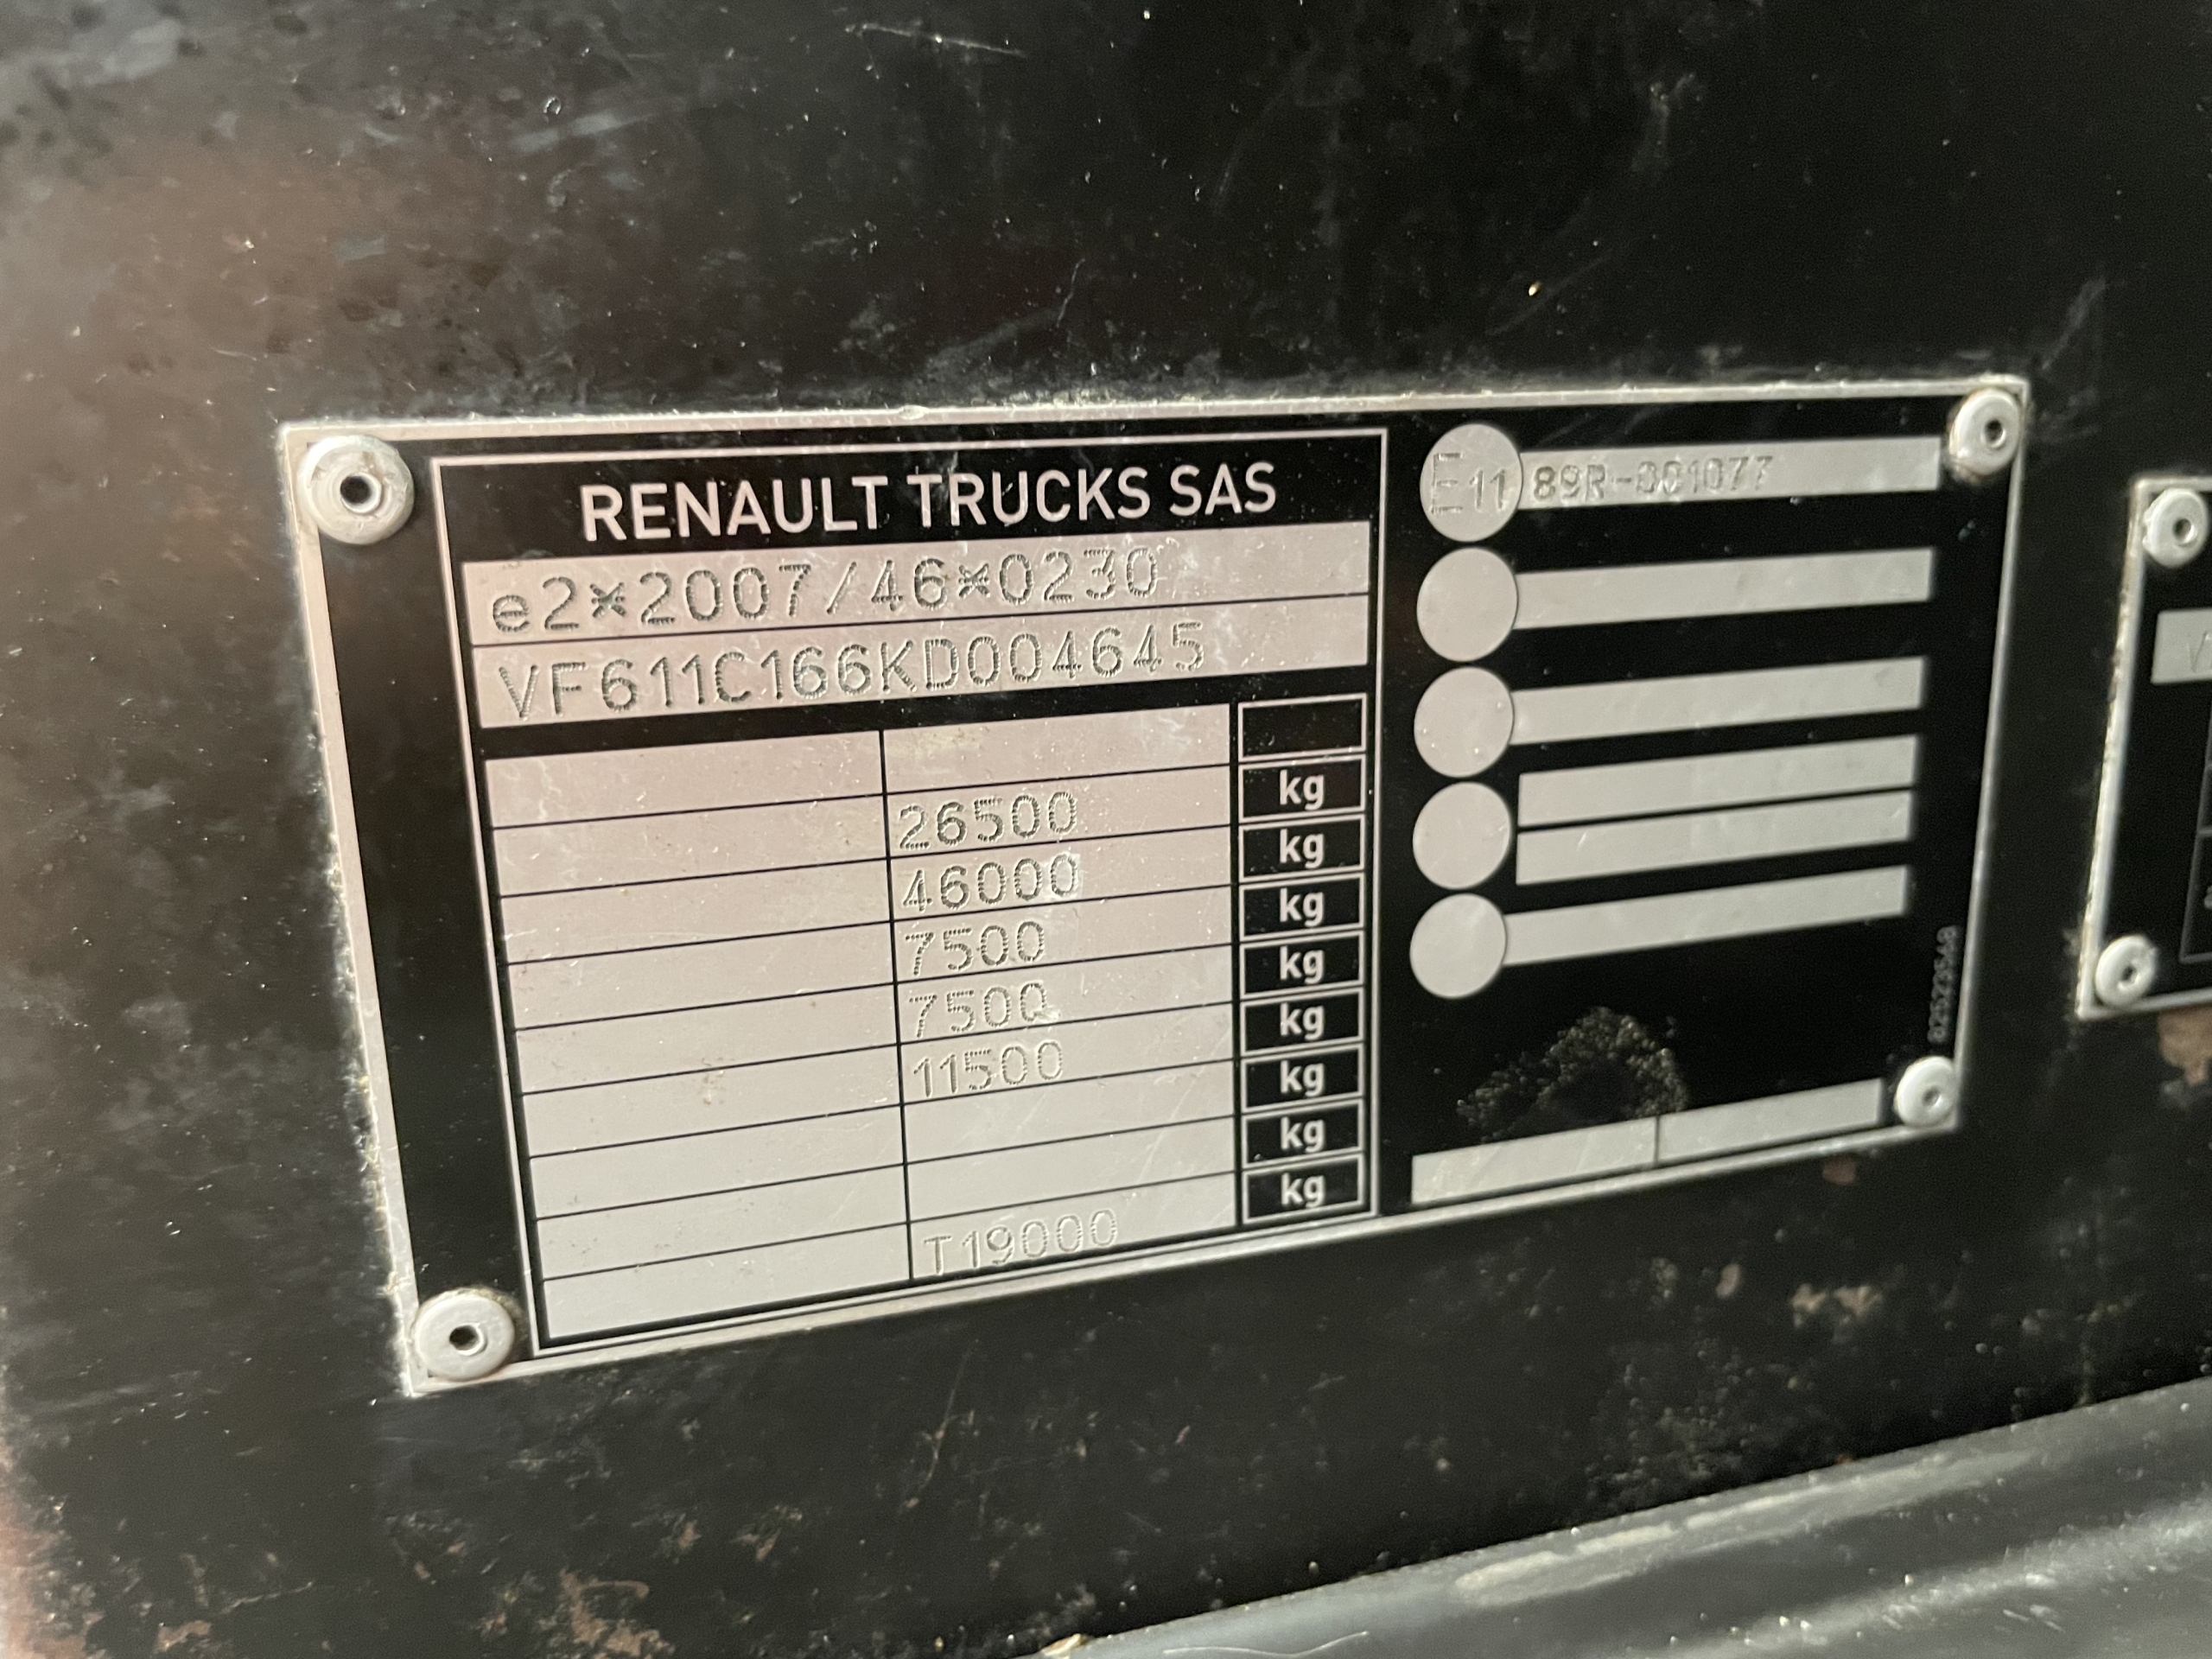 RENAULT TRUCKS SAS
e2*2007/46*0230
VF611C166KD004645
26500 kg
46000 kg
7500 kg
7500 kg
11500 kg
kg
kg
T19000 kg
E11 89R-001077